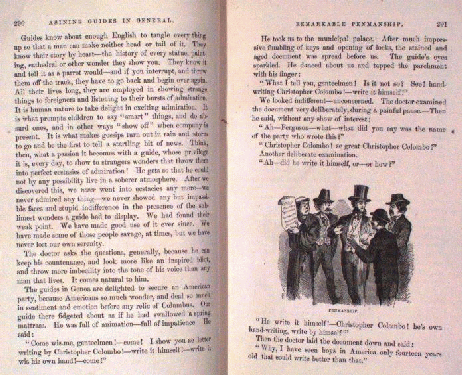 290 ABINING GUIDES IN GENERAL.
Guides know about enough English to tangle every thing
up so that a man can make neither head or tail of it. They
know their story by heart—the history of every statue, paint-
ing, cathedral or other wonder they show you. They know it
and tell it as a parrot would—and if you interrupt, and throw
them off the track, they have to go back and begin over again.
All their lives long, they are employed in showing strange
things to foreigners and listening to their bursts of admiration.
It is human nature to take delight in exciting admiration. It
is what prompts children to say "smart" things, and do ab-
surd ones, and in other ways "show off" when company is
present. It is what makes gossips turn out in rain and storm
to go and be the first to tell a startling bit of news. Think,
then, what a passion it becomes with a guide, whose privilege
it is, every day, to show to strangers wonders that throw them
into perfect ecstasies of admiration! He gets so that he could
not by any possibility live in a soberer atmosphere. After we
discovered this, we never went into ecstasies any more—we
never admired any thing—we never showed any but impassi-
ble faces and stupid indifference in the presence of the sub-
limest wonders a guide had to display. We had found their
weak point. We have made good use of it ever since. We
have made some of those people savage, at times, but we have
never lost our own serenity.
The doctor asks the questions, generally, because he can
keep his countenance, and look more like an inspired idiot,
and throw more imbecility into the tone of his voice than any
man that lives. It comes natural to him.
The guides in Genoa are delighted to secure an American
party, because Americans so much wonder, and deal so much
in sentiment and emotion before any relic of Columbus. Our
guide there fidgeted about as if he had swallowed a spring
mattrass. He was full of animation—full of impatience. He
said:
"Come wis me, genteelmen!—come! I show you ze letter
writing by Christopher Colombo!—write it himself!—write it
wis his own hand!—come!"
REMARKABLE PENMANSHIP. 291
He took us to the municipal palace. After much impres-
sive fumbling of keys and opening of locks, the stained and
aged document was spread before us. The guide's eyes
sparkled. He danced about us and tapped the parchment
with his finger:
"What I tell you, genteelmen! Is it not so? See! hand-
writing Christopher Colombo!—write it himself!"
We looked indifferent—unconcerned. The doctor examined
the document very deliberately, during a painful pause.—Then
he said, without any show of interest:
"Ah—Ferguson—what—what did you say was the name
of the party who wrote this?"
"Christopher Colombo! ze great Christopher Colombo!"
Another deliberate examination.
"Ah—did he write it himself, or—or how?"
PENMANSHIP.
"He write it himself!—Christopher Colombo! he's own
hand-writing, write by himself!"
Then the doctor laid the document down and said:
"Why, I have seen boys in America only fourteen years
old that could write better than that."